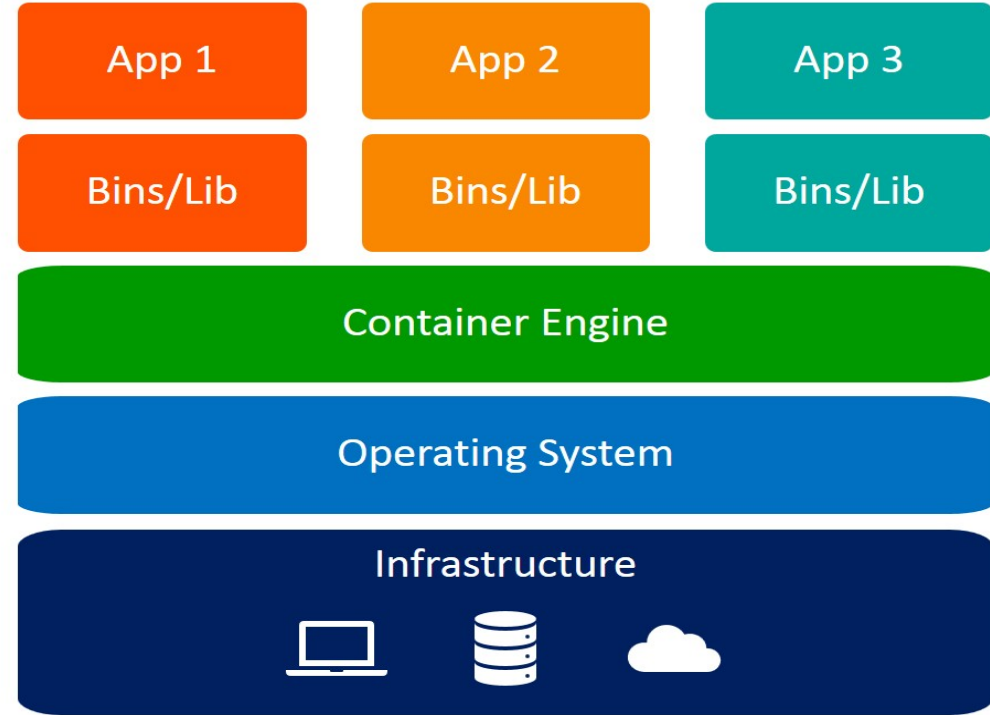 App 1
App 2
App 3
Bins/Lib
Bins/Lib
Bins/Lib
Container Engine
Operating System
Infrastructure